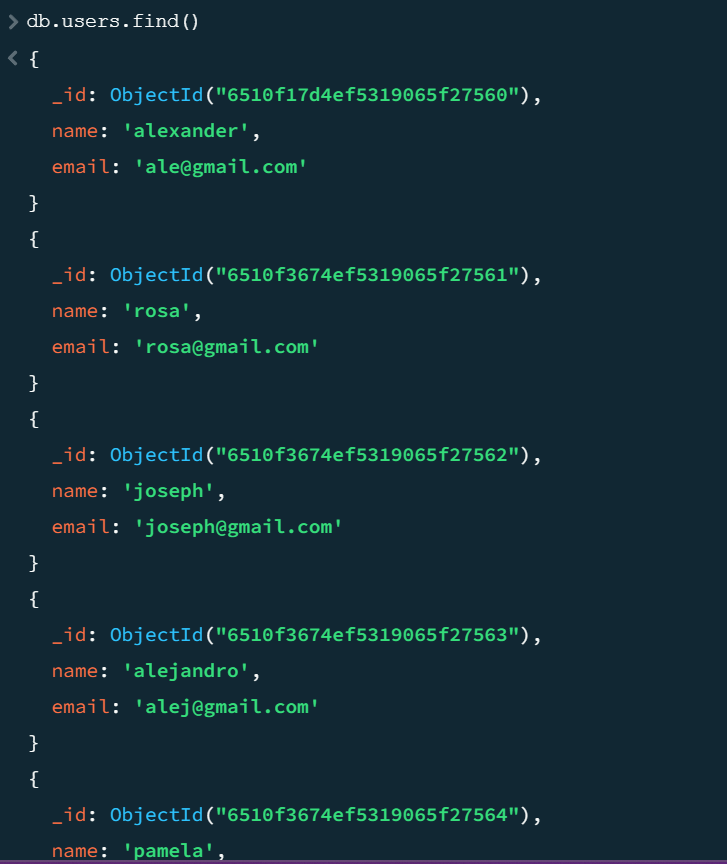 > db.users.find()
< {
_id: ObjectId("6510f17d4ef5319065f27560"),
name: 'alexander',
email: 'ale@gmail.com'
}
{
_id: ObjectId("6510f3674ef5319065f27561"),
name: 'rosa',
email: 'rosa@gmail.com'
}
{
_id: ObjectId("6510f3674ef5319065f27562"),
name: 'joseph',
email: 'joseph@gmail.com'
}
{
_id: ObjectId("6510f3674ef5319065f27563"),
name: 'alejandro',
email: 'alej@gmail.com'
}
{
_id: ObjectId("6510f3674ef5319065f27564"),
name: 'pamela',